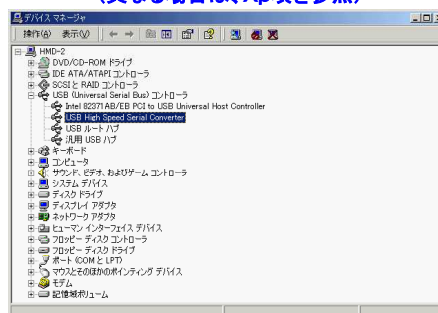 デバイス マネージャ
操作(A) 表示(V)
HMD-2
DVD/CD-ROM ドライブ
IDE ATA/ATAPI コントローラ
SCSI と RAID コントローラ
USB (Universal Serial Bus) コントローラ
Intel 82371AB/EB PCI to USB Universal Host Controller
USB High Speed Serial Converter
USB ルート ハブ
汎用 USB ハブ
キーボード
コンピュータ
サウンド、ビデオ、およびゲーム コントローラ
システム デバイス
ディスク ドライブ
ディスプレイ アダプタ
ネットワーク アダプタ
ヒューマン インターフェイス デバイス
フロッピー ディスク コントローラ
フロッピー ディスク ドライブ
ポート (COM と LPT)
マウスとそのほかのポインティング デバイス
モデム
記憶域ボリューム